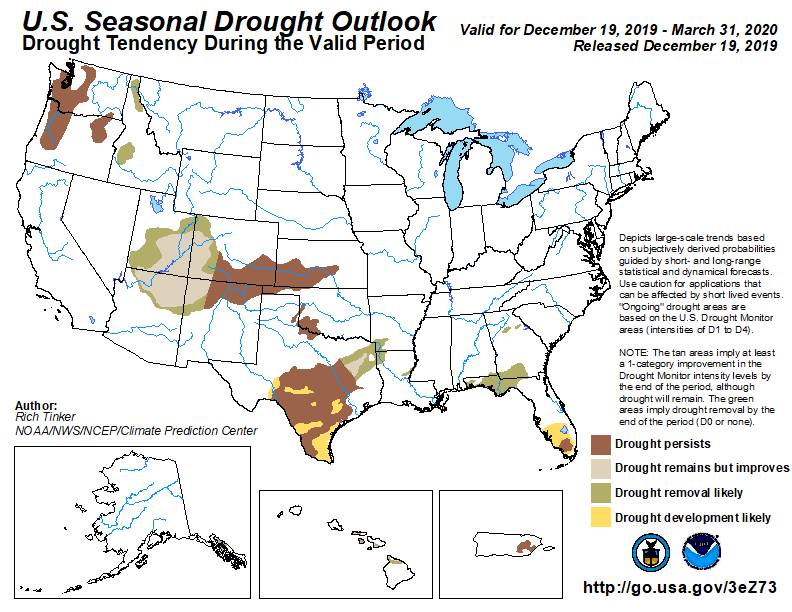 U.S. Seasonal Drought Outlook
Drought Tendency During the Valid Period
Valid for December 19, 2019 - March 31, 2020
Released December 19, 2019
Depicts large-scale trends based
on subjectively derived probabilities
guided by short- and long-range
statistical and dynamical forecasts.
Use caution for applications that
can be affected by short lived events.
"Ongoing" drought areas are
based on the U.S. Drought Monitor
areas (intensities of D1 to D4).
NOTE: The tan areas imply at least
a 1-category improvement in the
Drought Monitor intensity levels by
the end of the period, although
drought will remain. The green
areas imply drought removal by the
end of the period (D0 or none).
Author:
Rich Tinker
NOAA/NWS/NCEP/Climate Prediction Center
Drought persists
Drought remains but improves
Drought removal likely
Drought development likely
http://go.usa.gov/3eZ73